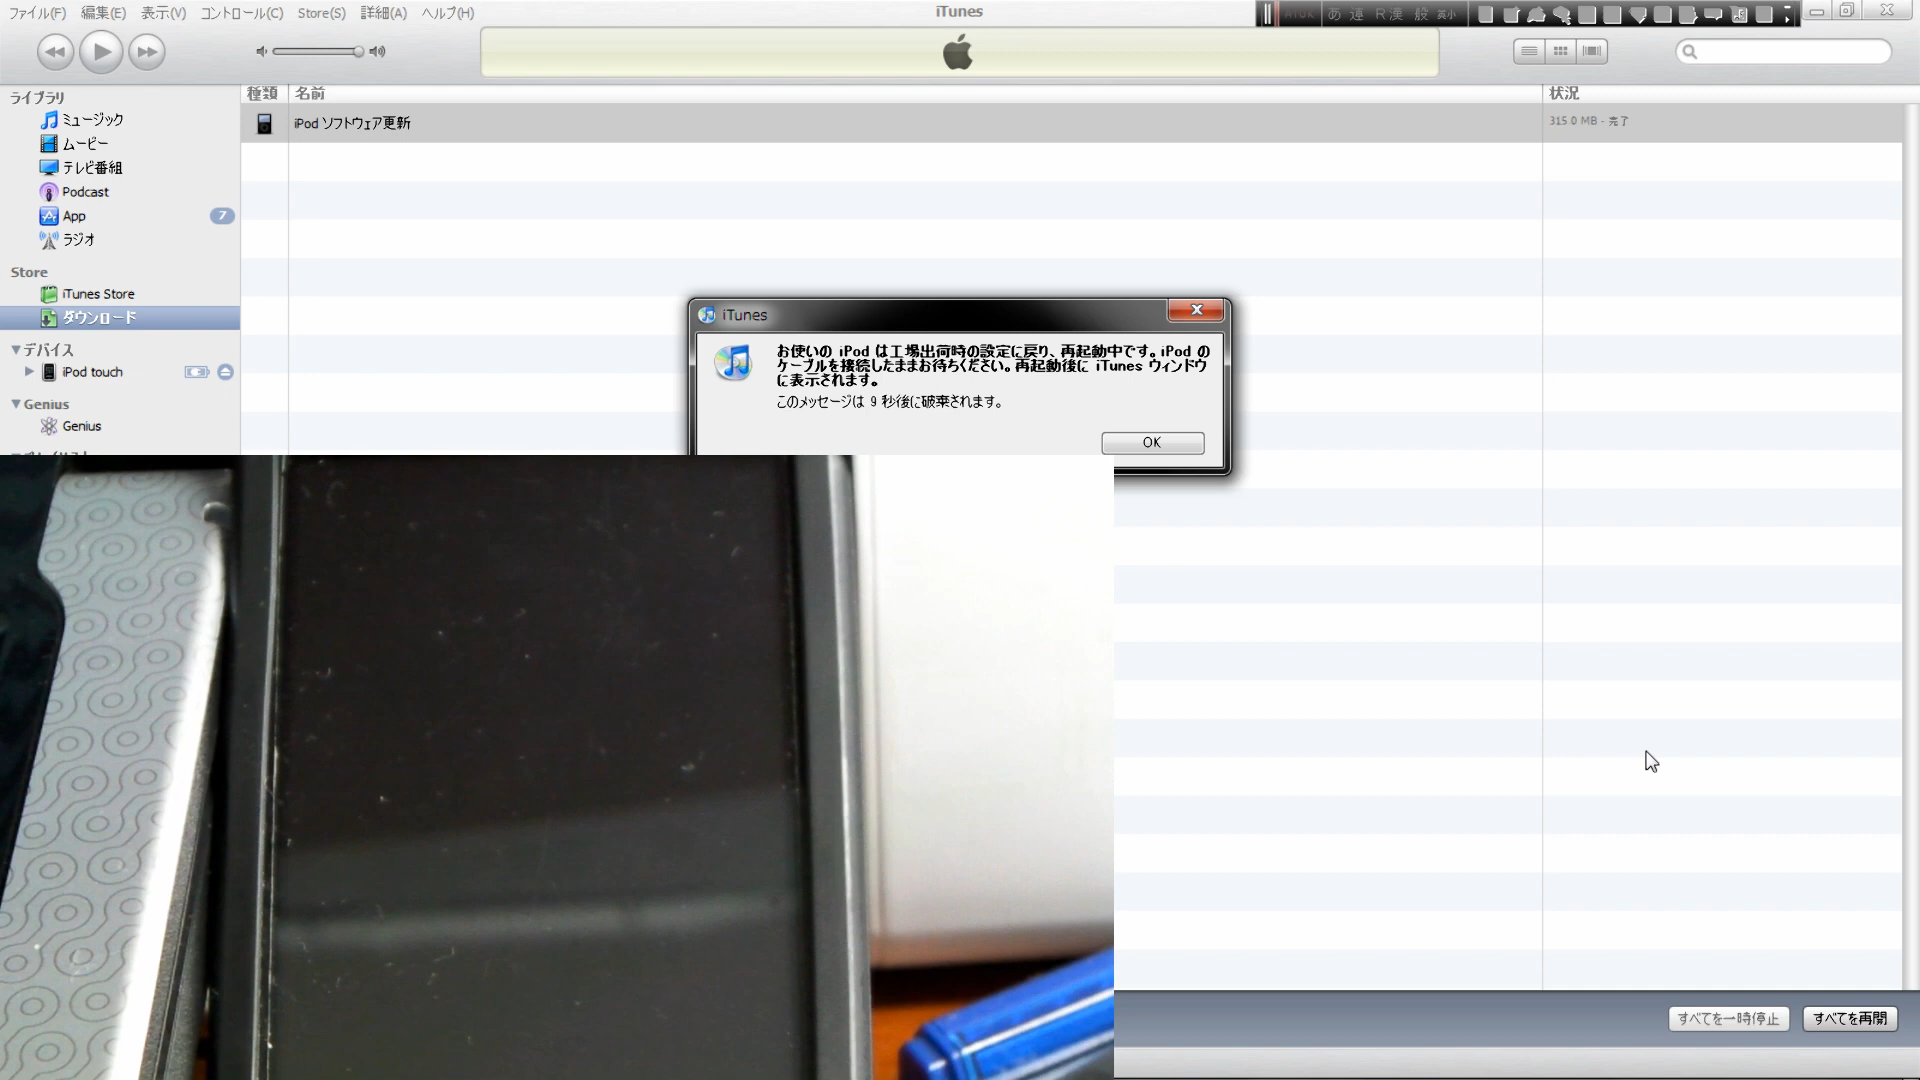 ファイル(F) 編集(E) 表示(V) コントロール(C) Store(S) 詳細(A) ヘルプ(H)
iTunes
あ 連 R漢 般 英小
種類 名前 状況
iPod ソフトウェア更新 315.0 MB - 完了
ライブラリ
ミュージック
ムービー
テレビ番組
Podcast
App 7
ラジオ
Store
iTunes Store
ダウンロード
デバイス
iPod touch
Genius
Genius
iTunes
お使いの iPod は工場出荷時の設定に戻り、再起動中です。iPod の
ケーブルを接続したままお待ちください。再起動後に iTunes ウィンドウ
に表示されます。
このメッセージは 9 秒後に破棄されます。
OK
すべてを一時停止 すべてを再開